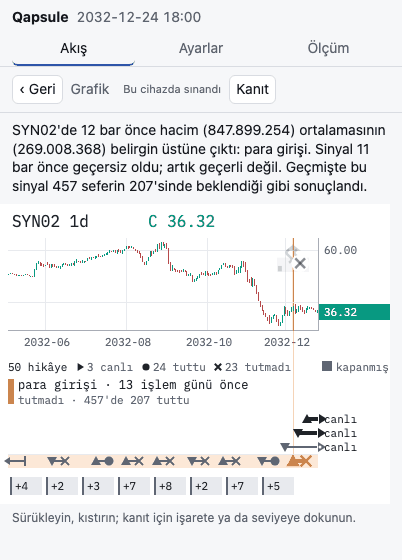 Qapsule 2032-12-24 18:00
Akış Ayarlar Ölçüm
‹ Geri Grafik Bu cihazda sınandı Kanıt
SYN02'de 12 bar önce hacim (847.899.254) ortalamasının
(269.008.368) belirgin üstüne çıktı: para girişi. Sinyal 11
bar önce geçersiz oldu; artık geçerli değil. Geçmişte bu
sinyal 457 seferin 207'sinde beklendiği gibi sonuçlandı.
SYN02 1d C 36.32
60.00
36.32
2032-06 2032-08 2032-10 2032-12
50 hikâye 3 canlı 24 tuttu 23 tutmadı kapanmış
para girişi · 13 işlem günü önce
tutmadı · 457'de 207 tuttu
canlı
canlı
canlı
+4 +2 +3 +7 +8 +2 +7 +5
Sürükleyin, kıstırın; kanıt için işarete ya da seviyeye dokunun.